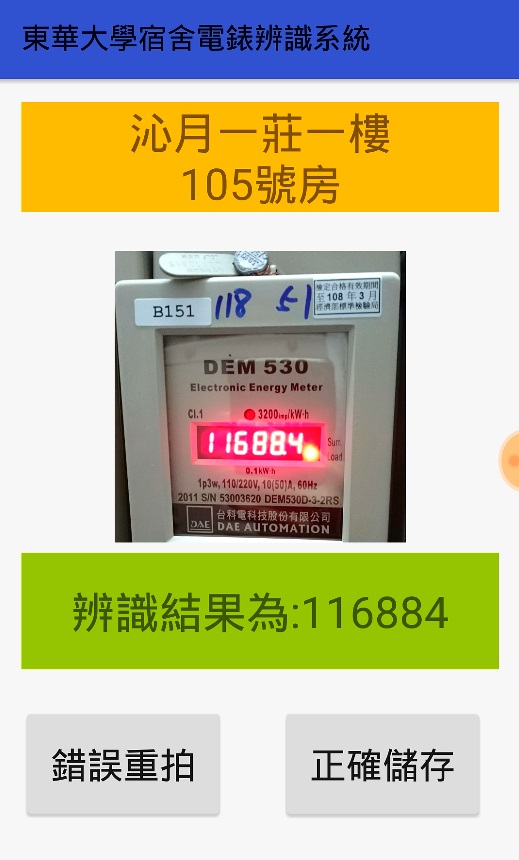 東華大學宿舍電錶辨識系統
沁月一莊一樓
105號房
B151
118 51
檢定合格有效期間
至108年3月
經濟部標準檢驗局
DEM 530
Electronic Energy Meter
Cl.1
3200imp/kW·h
11688.4
Sum
Load
0.1kW·h
1p3w, 110/220V, 10(50)A, 60Hz
2011 S/N 53003620 DEM530D-3-2RS
DAE
台科電科技股份有限公司
DAE AUTOMATION
辨識結果為:116884
錯誤重拍
正確儲存